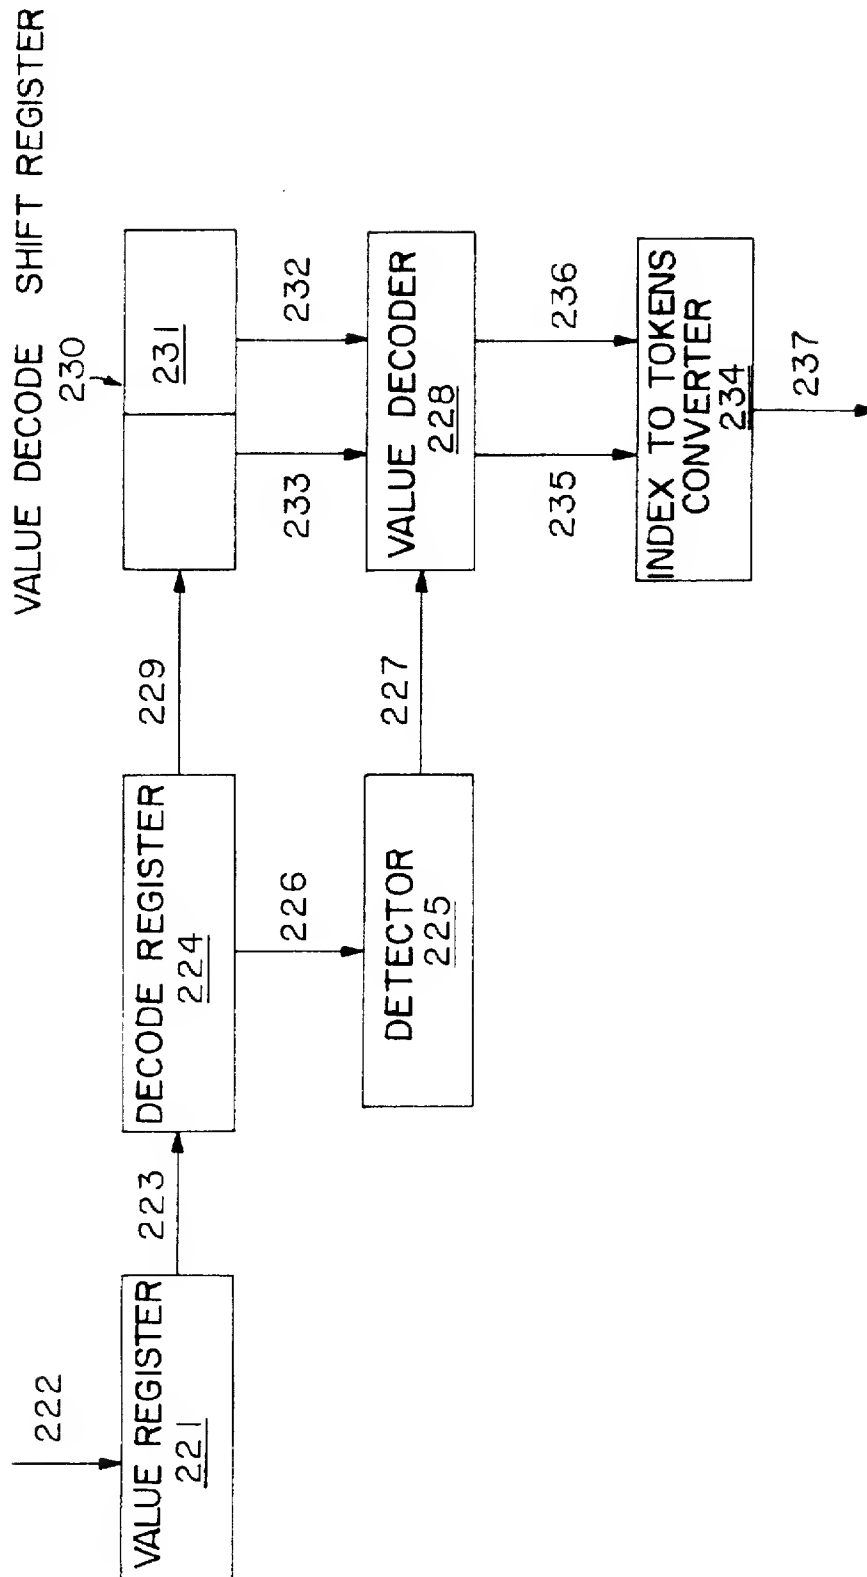 VALUE DECODE SHIFT REGISTER
230
231
232
233
229
222
VALUE REGISTER
221
223
DECODE REGISTER
224
226
DETECTOR
225
227
VALUE DECODER
228
236
235
INDEX TO TOKENS
CONVERTER
234
237